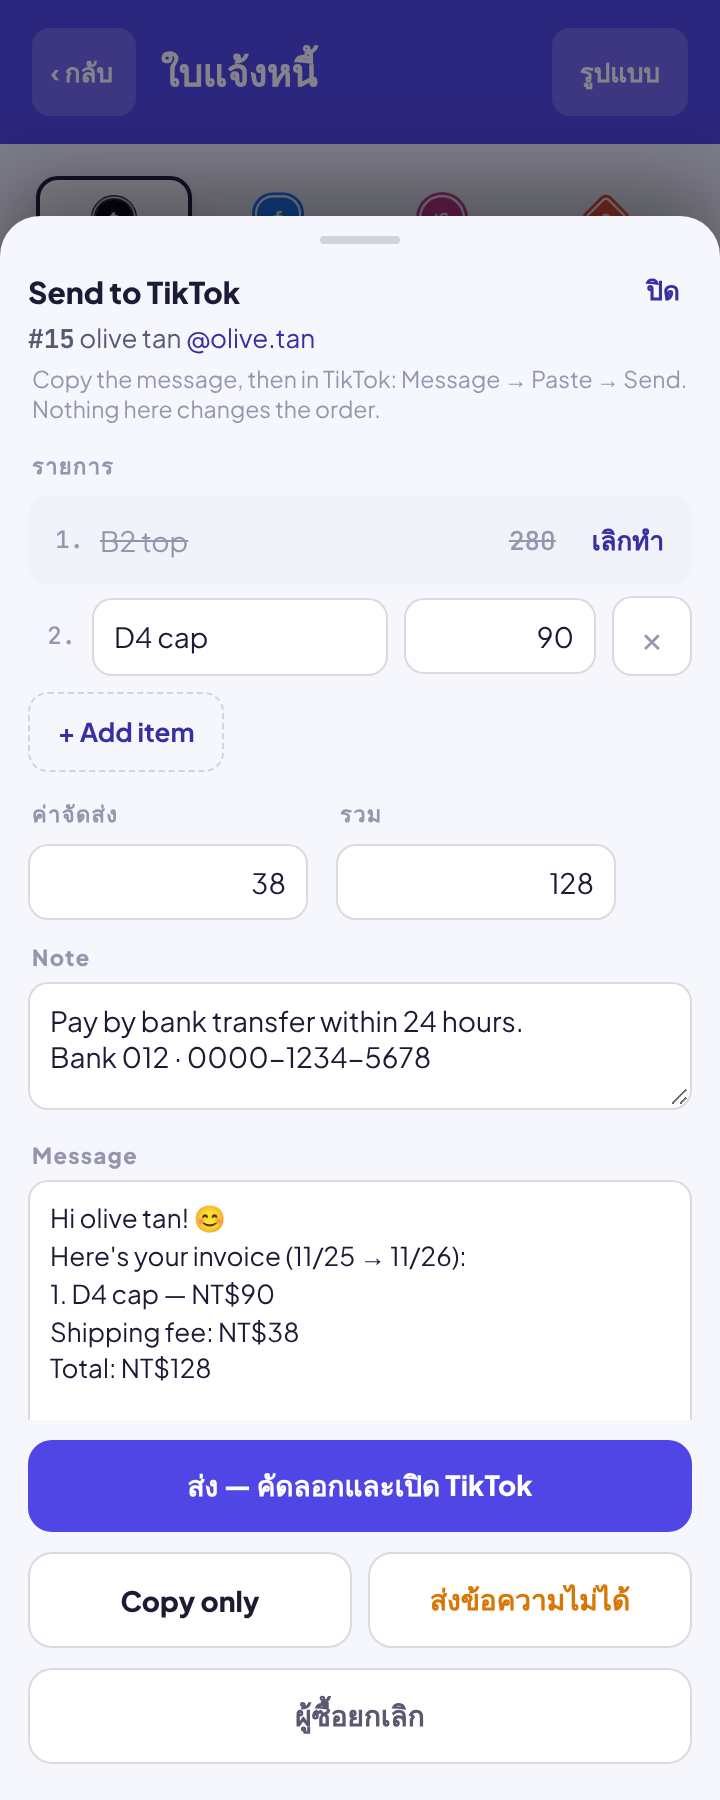 ‹ กลับ
ใบแจ้งหนี้
รูปแบบ
Send to TikTok
ปิด
#15 olive tan @olive.tan
Copy the message, then in TikTok: Message → Paste → Send.
Nothing here changes the order.
รายการ
1. B2 top 280 เลิกทำ
2. D4 cap 90 ×
+ Add item
ค่าจัดส่ง รวม
38 128
Note
Pay by bank transfer within 24 hours.
Bank 012 · 0000–1234–5678
Message
Hi olive tan! 😊
Here's your invoice (11/25 → 11/26):
1. D4 cap — NT$90
Shipping fee: NT$38
Total: NT$128
ส่ง — คัดลอกและเปิด TikTok
Copy only
ส่งข้อความไม่ได้
ผู้ซื้อยกเลิก